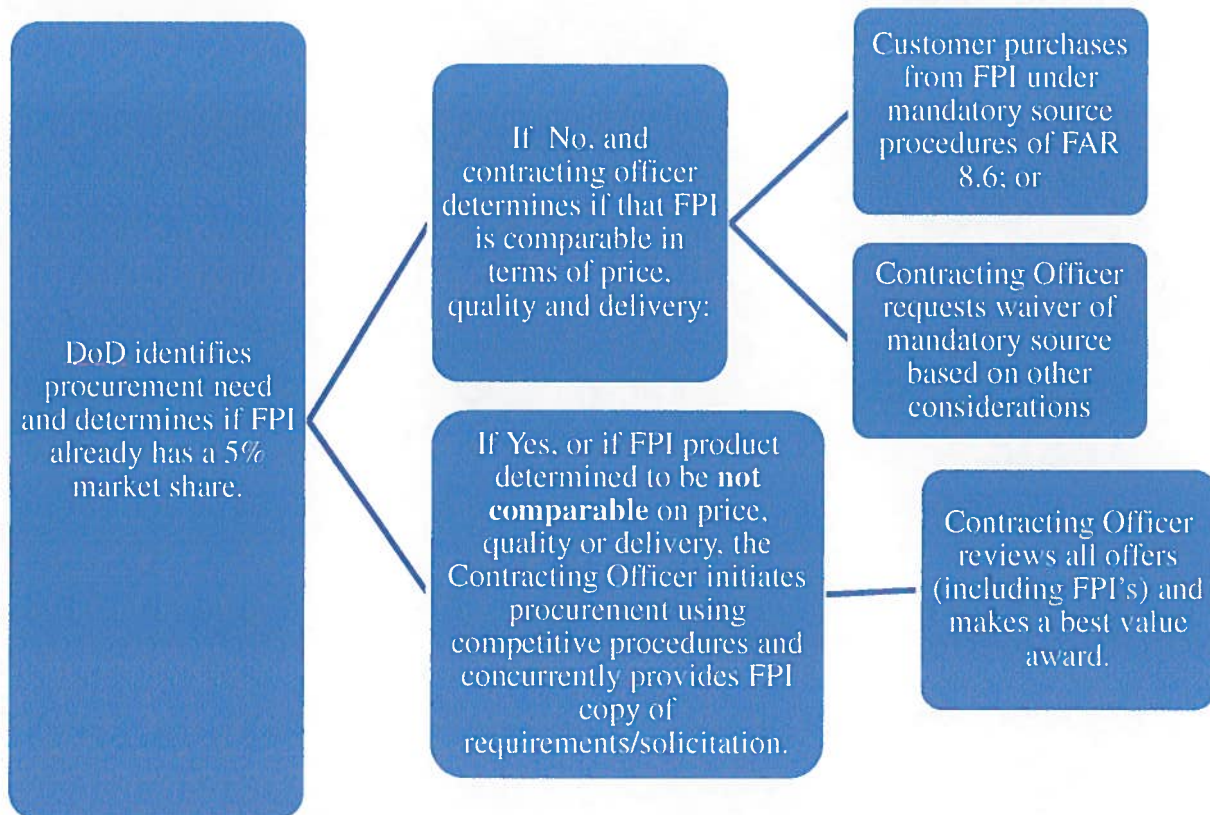 DoD identifies
procurement need
and determines if FPI
already has a 5%
market share.
If No, and
contracting officer
determines if that FPI
is comparable in
terms of price,
quality and delivery:
Customer purchases
from FPI under
mandatory source
procedures of FAR
8.6; or
Contracting Officer
requests waiver of
mandatory source
based on other
considerations
If Yes, or if FPI product
determined to be not
comparable on price,
quality or delivery, the
Contracting Officer initiates
procurement using
competitive procedures and
concurrently provides FPI
copy of
requirements/solicitation.
Contracting Officer
reviews all offers
(including FPI's) and
makes a best value
award.